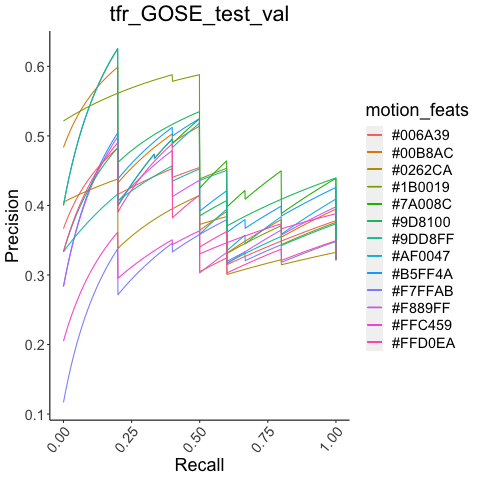 tfr_GOSE_test_val
0.6
0.5
0.4
0.3
0.2
0.1
Precision
0.00
0.25
0.50
0.75
1.00
Recall
motion_feats
#006A39
#00B8AC
#0262CA
#1B0019
#7A008C
#9D8100
#9DD8FF
#AF0047
#B5FF4A
#F7FFAB
#F889FF
#FFC459
#FFD0EA